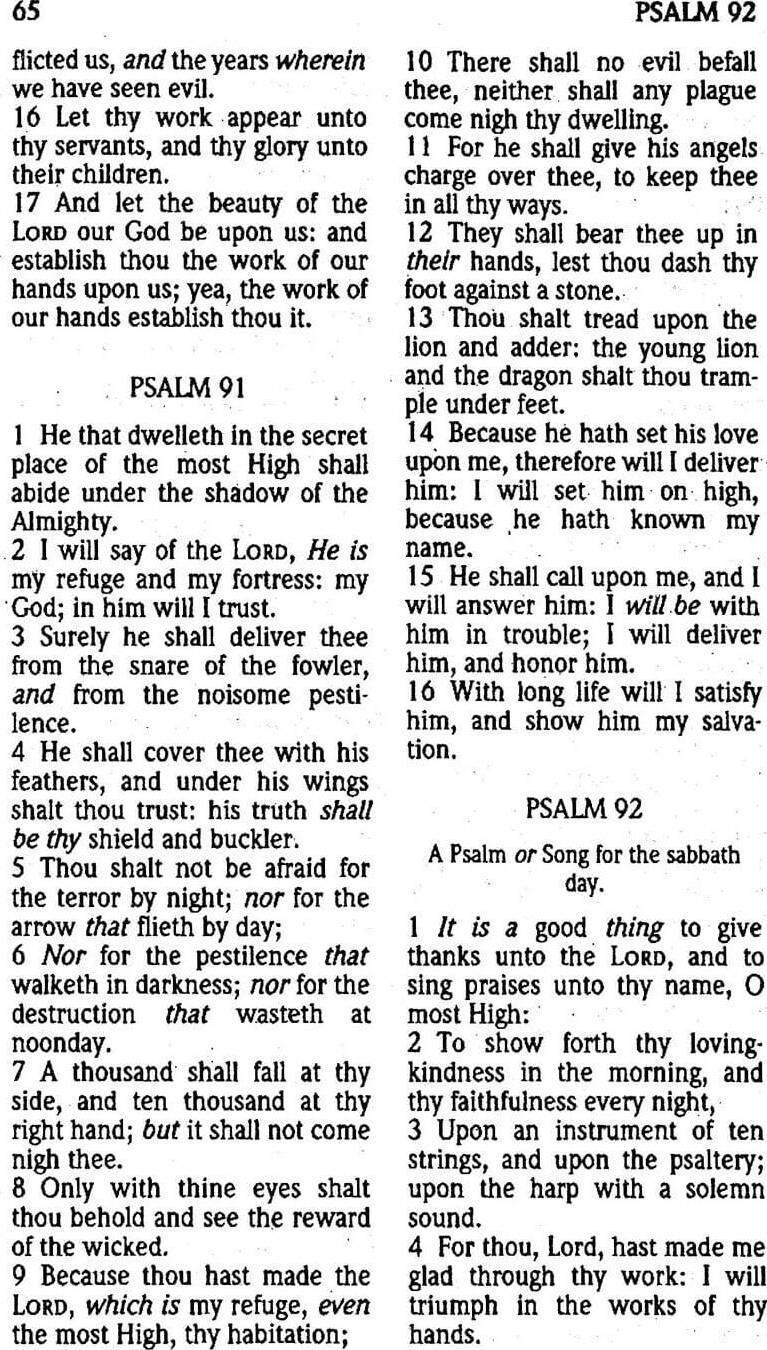 65
PSALM 92
flicted us, and the years wherein
we have seen evil.
16 Let thy work appear unto
thy servants, and thy glory unto
their children.
17 And let the beauty of the
LORD our God be upon us: and
establish thou the work of our
hands upon us; yea, the work of
our hands establish thou it.
PSALM 91
1 He that dwelleth in the secret
place of the most High shall
abide under the shadow of the
Almighty.
2 I will say of the LORD, He is
my refuge and my fortress: my
God; in him will I trust.
3 Surely he shall deliver thee
from the snare of the fowler,
and from the noisome pesti-
lence.
4 He shall cover thee with his
feathers, and under his wings
shalt thou trust: his truth shall
be thy shield and buckler.
5 Thou shalt not be afraid for
the terror by night; nor for the
arrow that flieth by day;
6 Nor for the pestilence that
walketh in darkness; nor for the
destruction that wasteth at
noonday.
7 A thousand shall fall at thy
side, and ten thousand at thy
right hand; but it shall not come
nigh thee.
8 Only with thine eyes shalt
thou behold and see the reward
of the wicked.
9 Because thou hast made the
LORD, which is my refuge, even
the most High, thy habitation;
10 There shall no evil befall
thee, neither shall any plague
come nigh thy dwelling.
11 For he shall give his angels
charge over thee, to keep thee
in all thy ways.
12 They shall bear thee up in
their hands, lest thou dash thy
foot against a stone.
13 Thou shalt tread upon the
lion and adder: the young lion
and the dragon shalt thou tram-
ple under feet.
14 Because he hath set his love
upon me, therefore will I deliver
him: I will set him on high,
because he hath known my
name.
15 He shall call upon me, and I
will answer him: I will be with
him in trouble; I will deliver
him, and honor him.
16 With long life will I satisfy
him, and show him my salva-
tion.
PSALM 92
A Psalm or Song for the sabbath
day.
1 It is a good thing to give
thanks unto the LORD, and to
sing praises unto thy name, O
most High:
2 To show forth thy loving-
kindness in the morning, and
thy faithfulness every night,
3 Upon an instrument of ten
strings, and upon the psaltery;
upon the harp with a solemn
sound.
4 For thou, Lord, hast made me
glad through thy work: I will
triumph in the works of thy
hands.